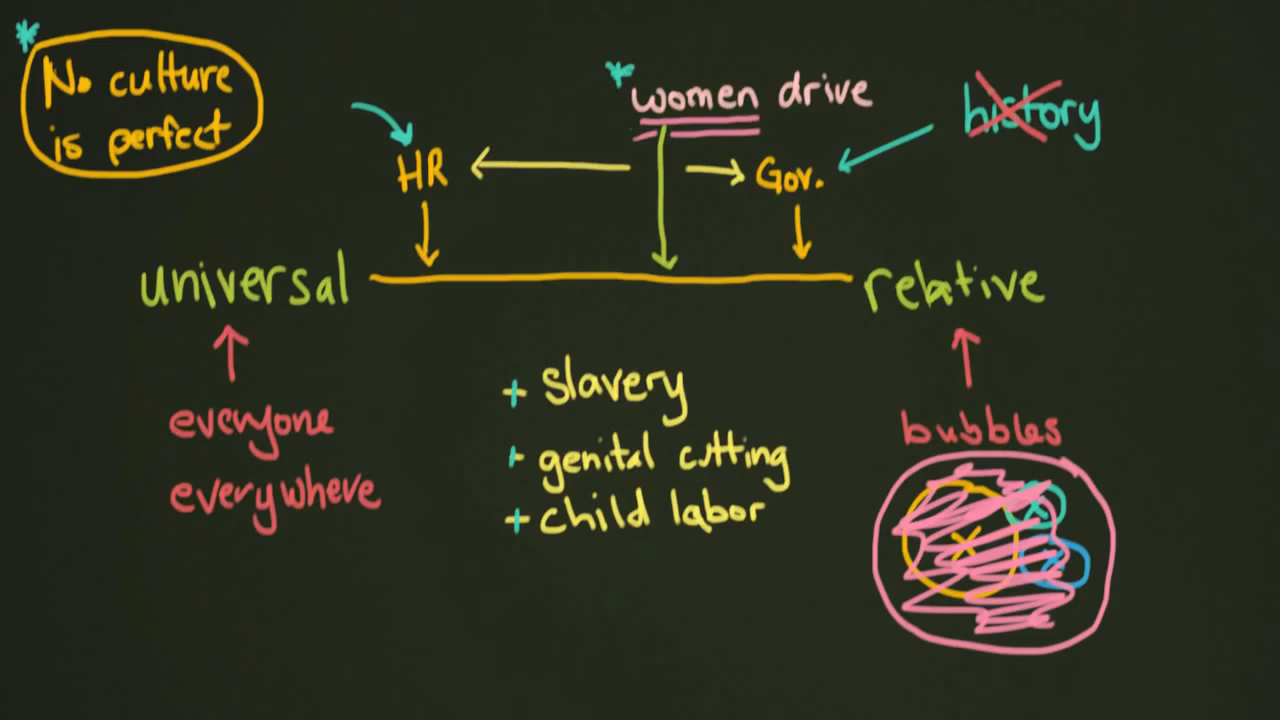 * No culture
is perfect
* women drive
history
HR
Gov.
universal
relative
everyone
everywhere
+ slavery
+ genital cutting
+ child labor
bubbles
x
x